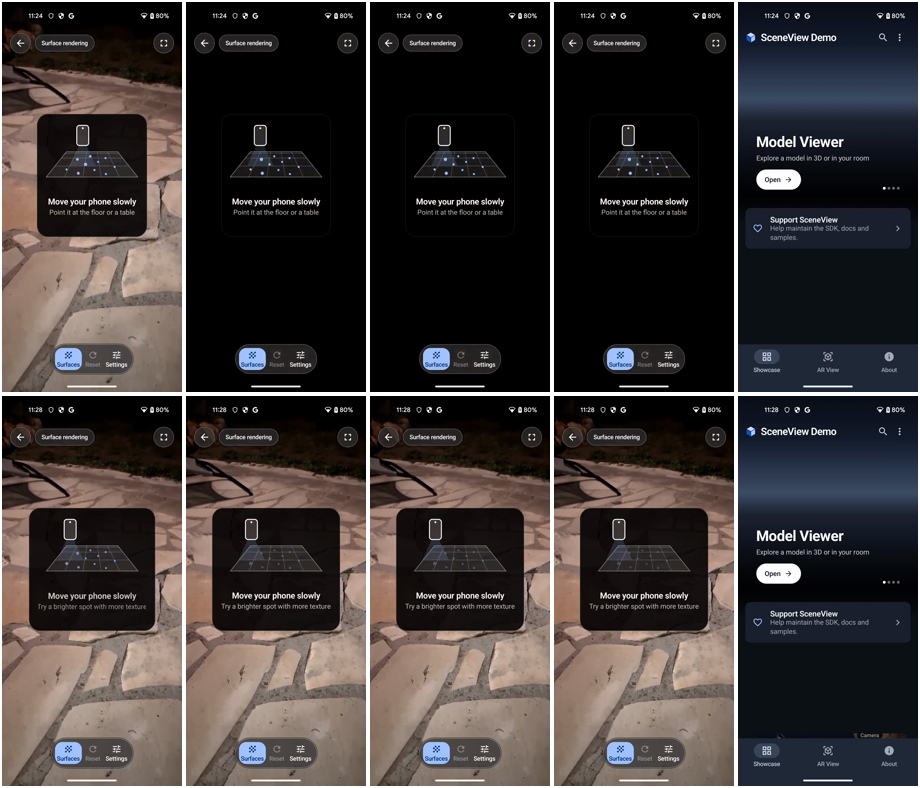 11:24 G 80%
Surface rendering
Move your phone slowly
Point it at the floor or a table
Surfaces Reset Settings
11:24 G 80%
Surface rendering
Move your phone slowly
Point it at the floor or a table
Surfaces Reset Settings
11:24 G 80%
Surface rendering
Move your phone slowly
Point it at the floor or a table
Surfaces Reset Settings
11:24 G 80%
Surface rendering
Move your phone slowly
Point it at the floor or a table
Surfaces Reset Settings
11:24 G 80%
SceneView Demo
Model Viewer
Explore a model in 3D or in your room
Open
Support SceneView
Help maintain the SDK, docs and
samples.
Showcase AR View About
11:28 G 80%
Surface rendering
Move your phone slowly
Try a brighter spot with more texture
Surfaces Reset Settings
11:28 G 80%
Surface rendering
Move your phone slowly
Try a brighter spot with more texture
Surfaces Reset Settings
11:28 G 80%
Surface rendering
Move your phone slowly
Try a brighter spot with more texture
Surfaces Reset Settings
11:28 G 80%
Surface rendering
Move your phone slowly
Try a brighter spot with more texture
Surfaces Reset Settings
11:28 G 80%
SceneView Demo
Model Viewer
Explore a model in 3D or in your room
Open
Support SceneView
Help maintain the SDK, docs and
samples.
Camera
Showcase AR View About